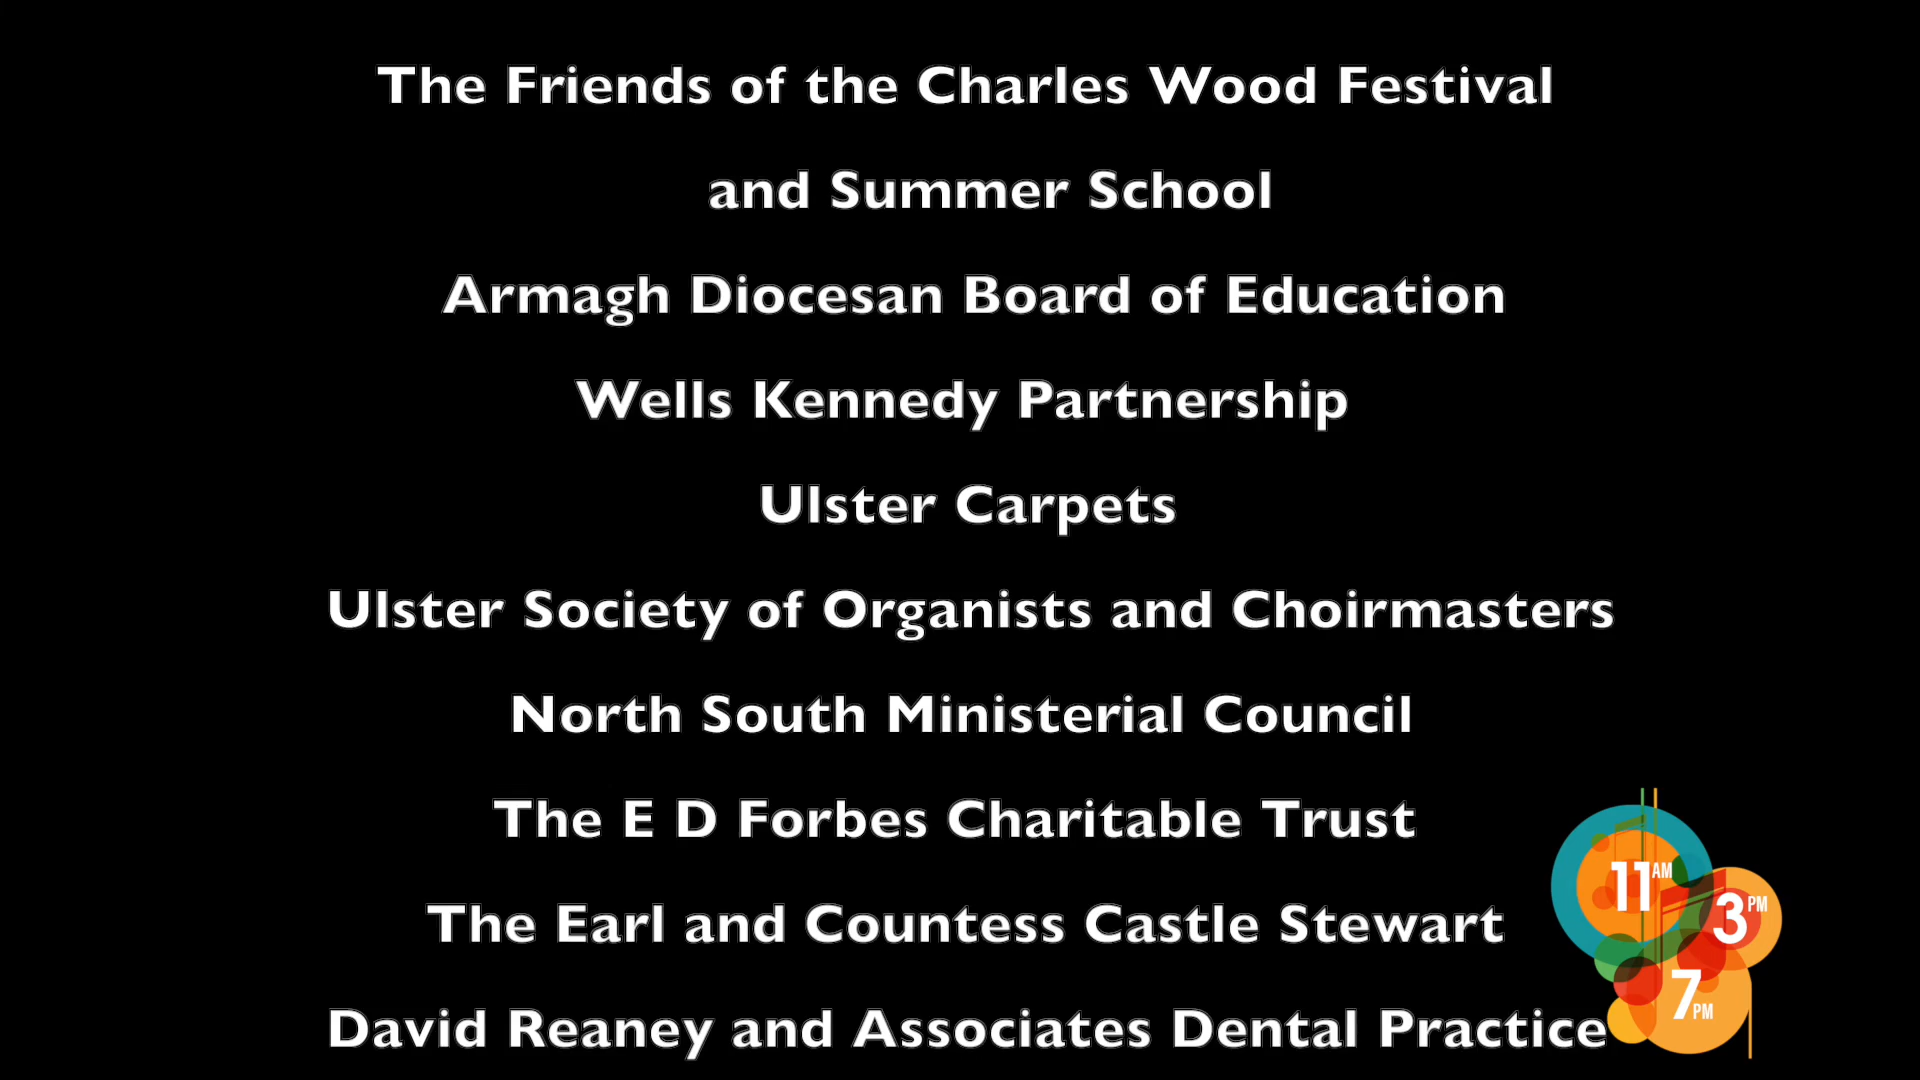 The Friends of the Charles Wood Festival
and Summer School
Armagh Diocesan Board of Education
Wells Kennedy Partnership
Ulster Carpets
Ulster Society of Organists and Choirmasters
North South Ministerial Council
The E D Forbes Charitable Trust
The Earl and Countess Castle Stewart
David Reaney and Associates Dental Practice
11AM
3PM
7PM